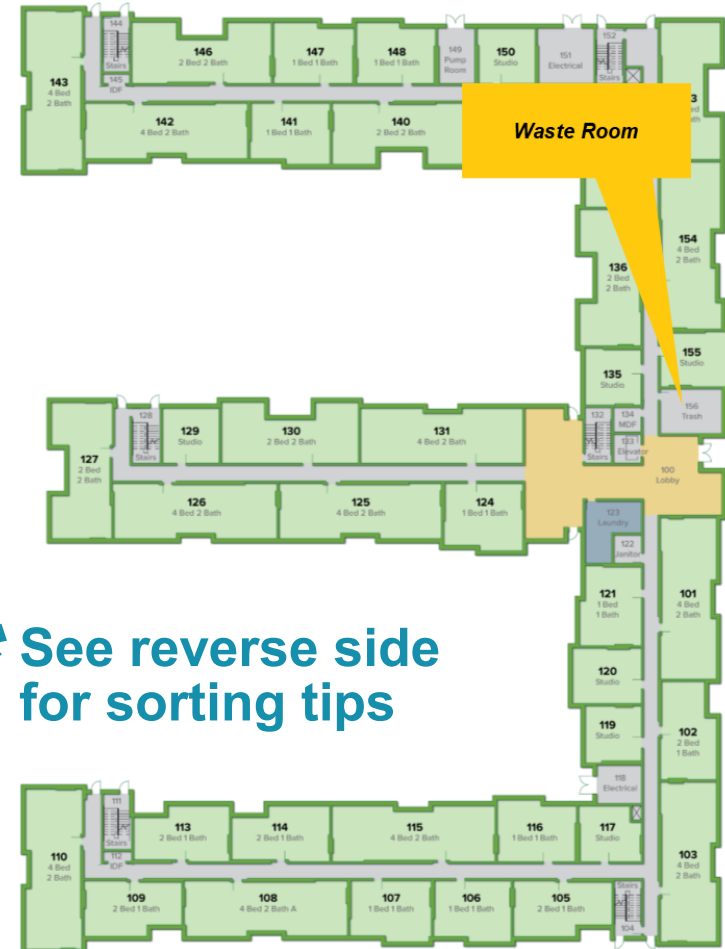 144
Stairs
145
IDF
146
2 Bed 2 Bath
147
1 Bed 1 Bath
148
1 Bed 1 Bath
149
Pump
Room
150
Studio
151
Electrical
152
Stairs
143
4 Bed
2 Bath
142
4 Bed 2 Bath
141
1 Bed 1 Bath
140
2 Bed 2 Bath
Waste Room
154
4 Bed
2 Bath
136
2 Bed
2 Bath
155
Studio
135
Studio
156
Trash
128
Stairs
129
Studio
130
2 Bed 2 Bath
131
4 Bed 2 Bath
132
Stairs
134
MDF
133
Elevator
100
Lobby
127
2 Bed
2 Bath
126
4 Bed 2 Bath
125
4 Bed 2 Bath
124
1 Bed 1 Bath
123
Laundry
122
Janitor
121
1 Bed
1 Bath
101
4 Bed
2 Bath
See reverse side
for sorting tips
120
Studio
119
Studio
102
2 Bed
1 Bath
118
Electrical
111
Stairs
112
IDF
113
2 Bed 1 Bath
114
2 Bed 1 Bath
115
4 Bed 2 Bath
116
1 Bed 1 Bath
117
Studio
110
4 Bed
2 Bath
103
4 Bed
2 Bath
109
2 Bed 1 Bath
108
4 Bed 2 Bath A
107
1 Bed 1 Bath
106
1 Bed 1 Bath
105
2 Bed 1 Bath
Stairs
104